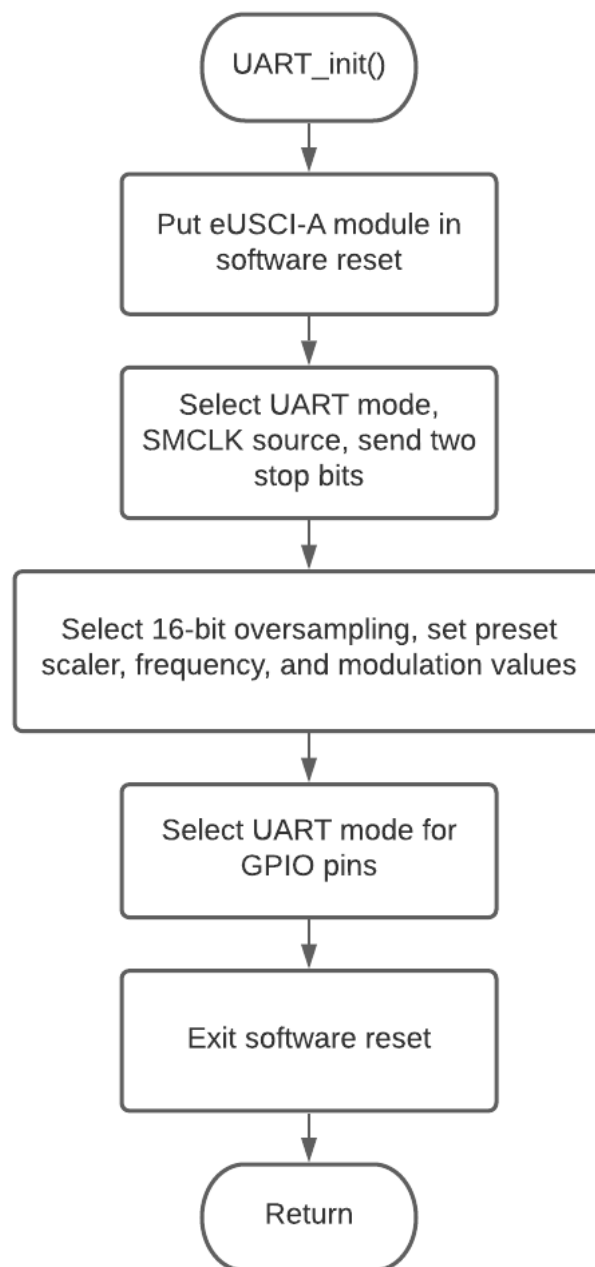 UART_init()
Put eUSCI-A module in
software reset
Select UART mode,
SMCLK source, send two
stop bits
Select 16-bit oversampling, set preset
scaler, frequency, and modulation values
Select UART mode for
GPIO pins
Exit software reset
Return